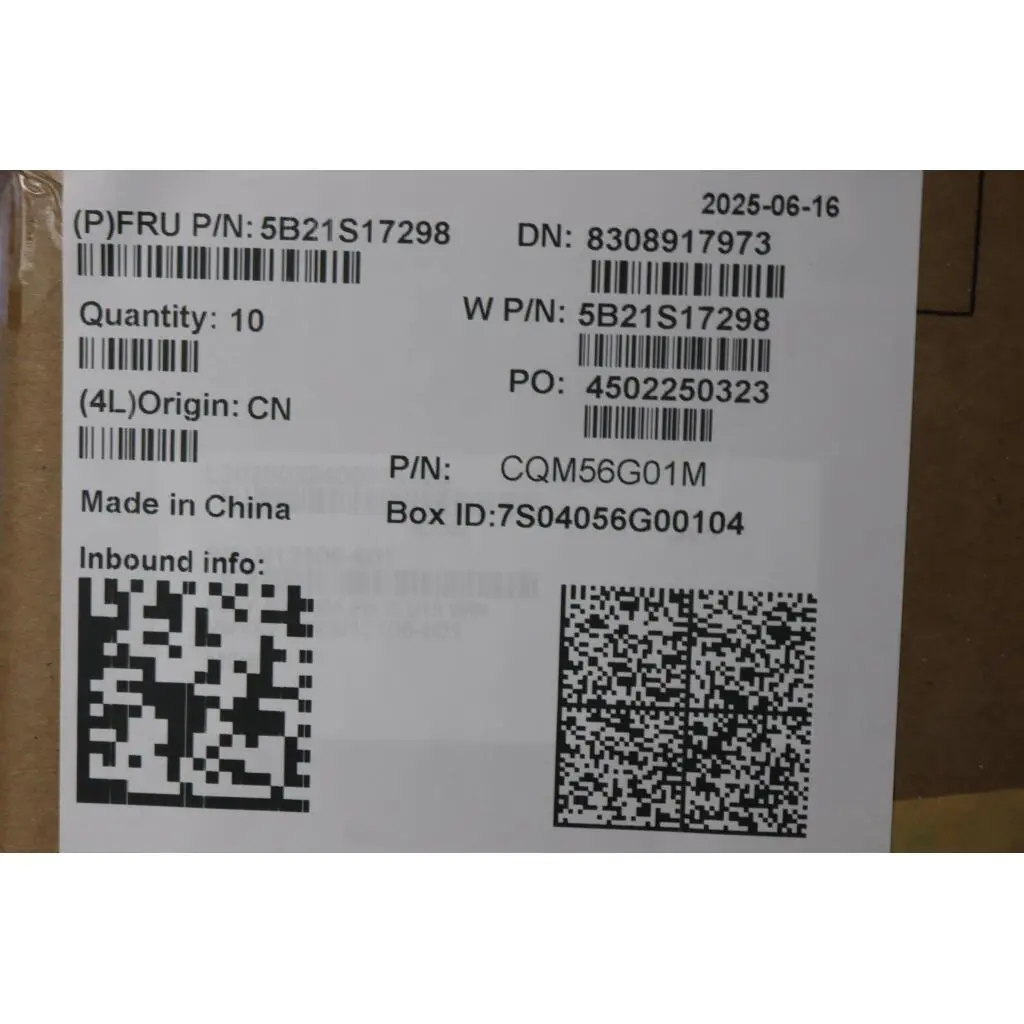 2025-06-16
(P)FRU P/N: 5B21S17298
DN: 8308917973
Quantity: 10
W P/N: 5B21S17298
PO: 4502250323
(4L)Origin: CN
P/N: CQM56G01M
Made in China
Box ID:7S04056G00104
Inbound info: